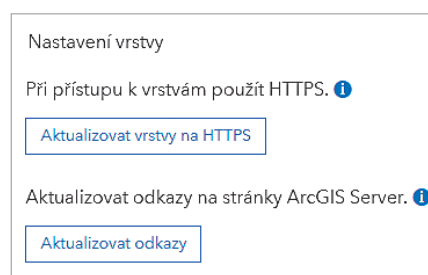 Nastavení vrstvy
Při přístupu k vrstvám použít HTTPS.
Aktualizovat vrstvy na HTTPS
Aktualizovat odkazy na stránky ArcGIS Server.
Aktualizovat odkazy